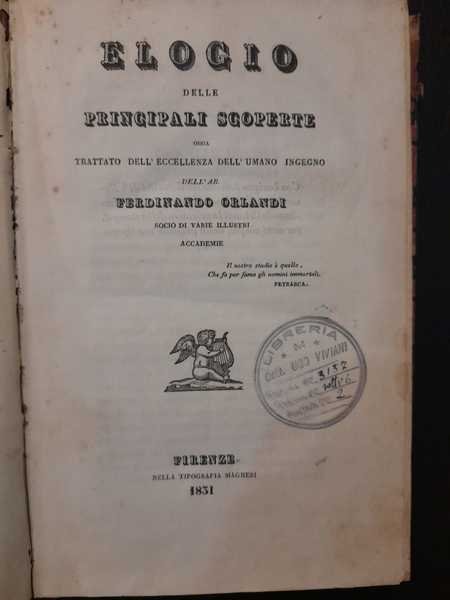 ELOGIO
DELLE
PRINCIPALI SCOPERTE
OSSIA
TRATTATO DELL' ECCELLENZA DELL' UMANO INGEGNO
DELL' AB.
FERDINANDO ORLANDI
SOCIO DI VARIE ILLUSTRI
ACCADEMIE
Il nostro studio è quello,
Che fa per fama gli uomini immortali.
PETRARCA.
LIBRERIA
3137
2
FIRENZE
NELLA TIPOGRAFIA MAGHERI
1831